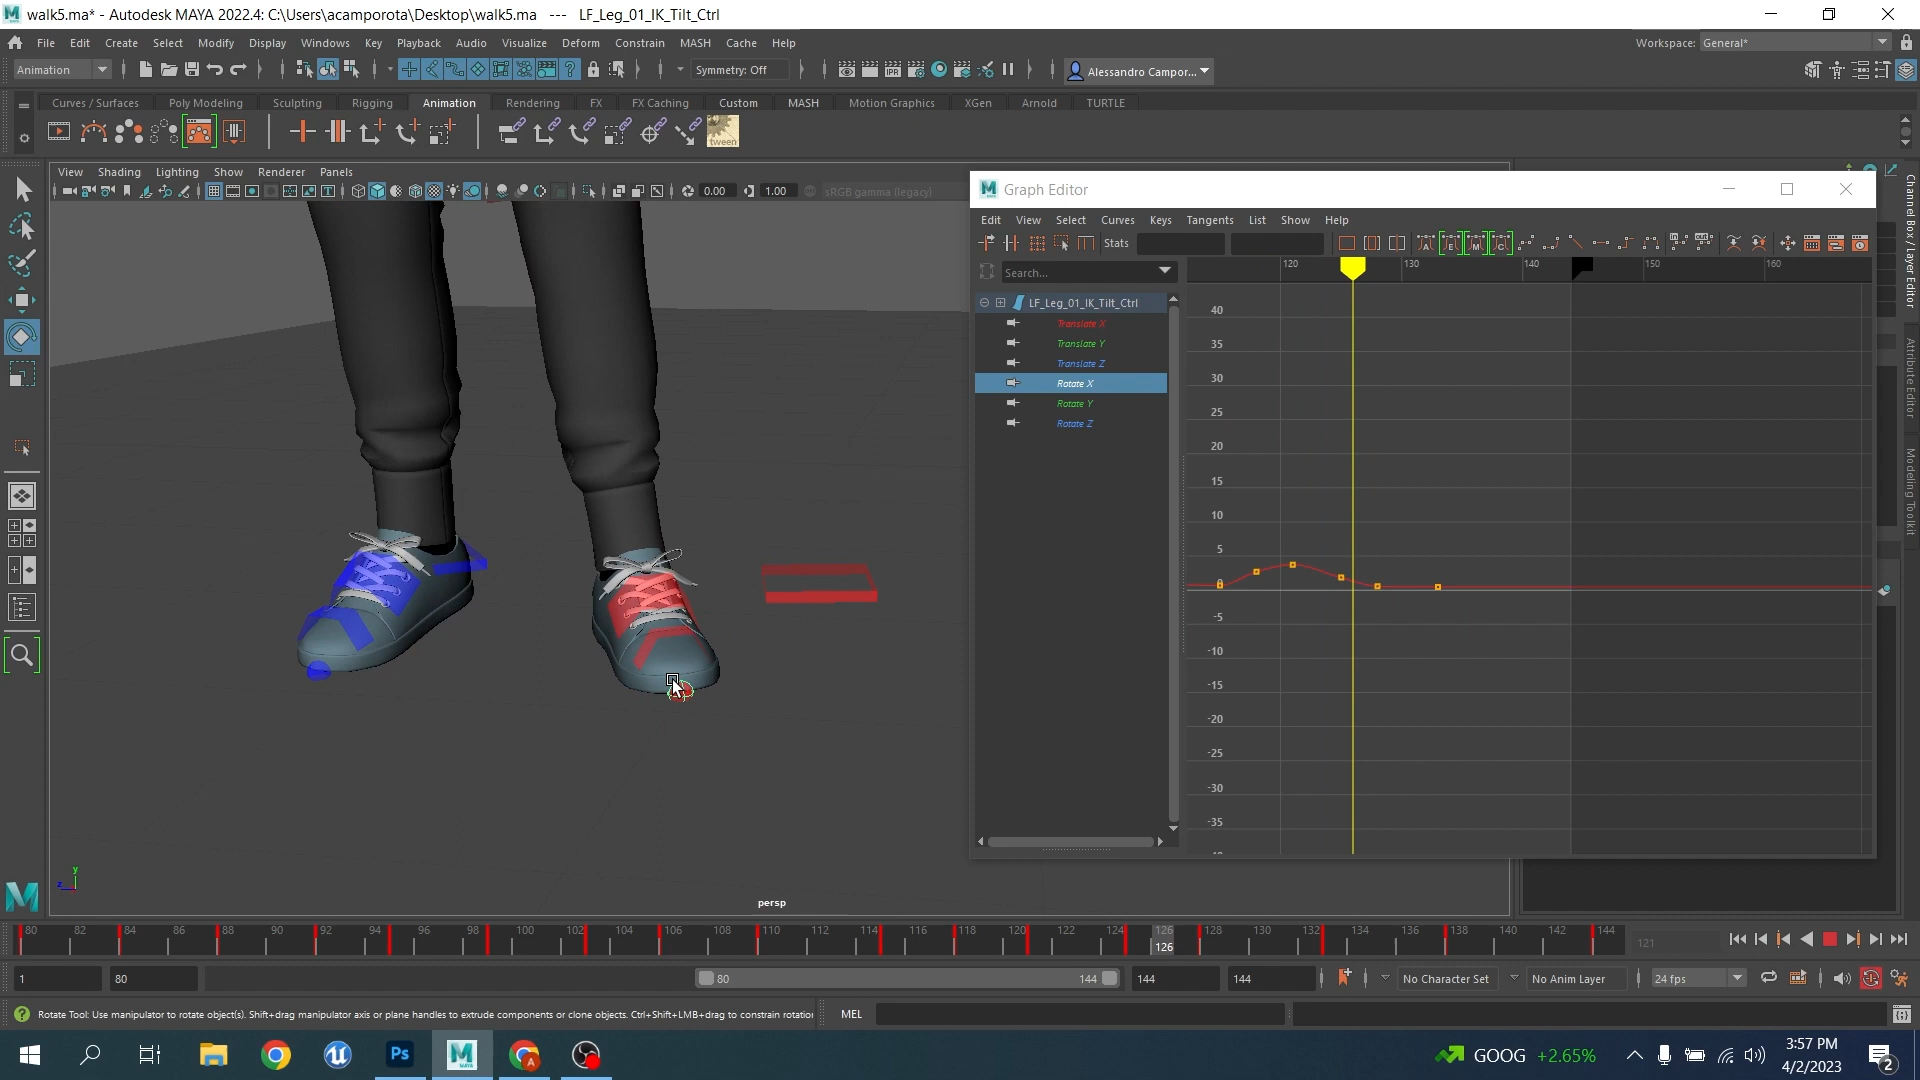 walk5.ma* - Autodesk MAYA 2022.4: C:\Users\acamporota\Desktop\walk5.ma --- LF_Leg_01_IK_Tilt_Ctrl
File Edit Create Select Modify Display Windows Key Playback Audio Visualize Deform Constrain MASH Cache Help
Workspace: General*
Animation
Symmetry: Off
Alessandro Campor...
Curves / Surfaces Poly Modeling Sculpting Rigging Animation Rendering FX FX Caching Custom MASH Motion Graphics XGen Arnold TURTLE
tween
View Shading Lighting Show Renderer Panels
0.00 1.00 sRGB gamma (legacy)
Graph Editor
Edit View Select Curves Keys Tangents List Show Help
Stats
Search...
120 130 140 150 160
LF_Leg_01_IK_Tilt_Ctrl
Translate X
Translate Y
Translate Z
Rotate X
Rotate Y
Rotate Z
40
35
30
25
20
15
10
5
0
-5
-10
-15
-20
-25
-30
-35
Channel Box / Layer Editor
Attribute Editor
Modeling Toolkit
y
z
persp
80 82 84 86 88 90 92 94 96 98 100 102 104 106 108 110 112 114 116 118 120 122 124 126 128 130 132 134 136 138 140 142 144
126
121
1 80 80 144 144 144 No Character Set No Anim Layer 24 fps
Rotate Tool: Use manipulator to rotate object(s). Shift+drag manipulator axis or plane handles to extrude components or clone objects. Ctrl+Shift+LMB+drag to constrain rotatio
MEL
GOOG +2.65%
3:57 PM
4/2/2023
2